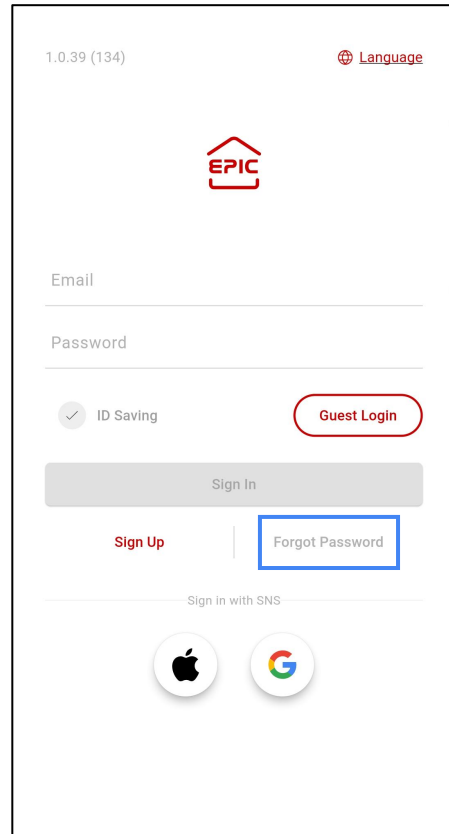 1.0.39 (134)
Language
EPIC
Email
Password
ID Saving
Guest Login
Sign In
Sign Up
Forgot Password
Sign in with SNS